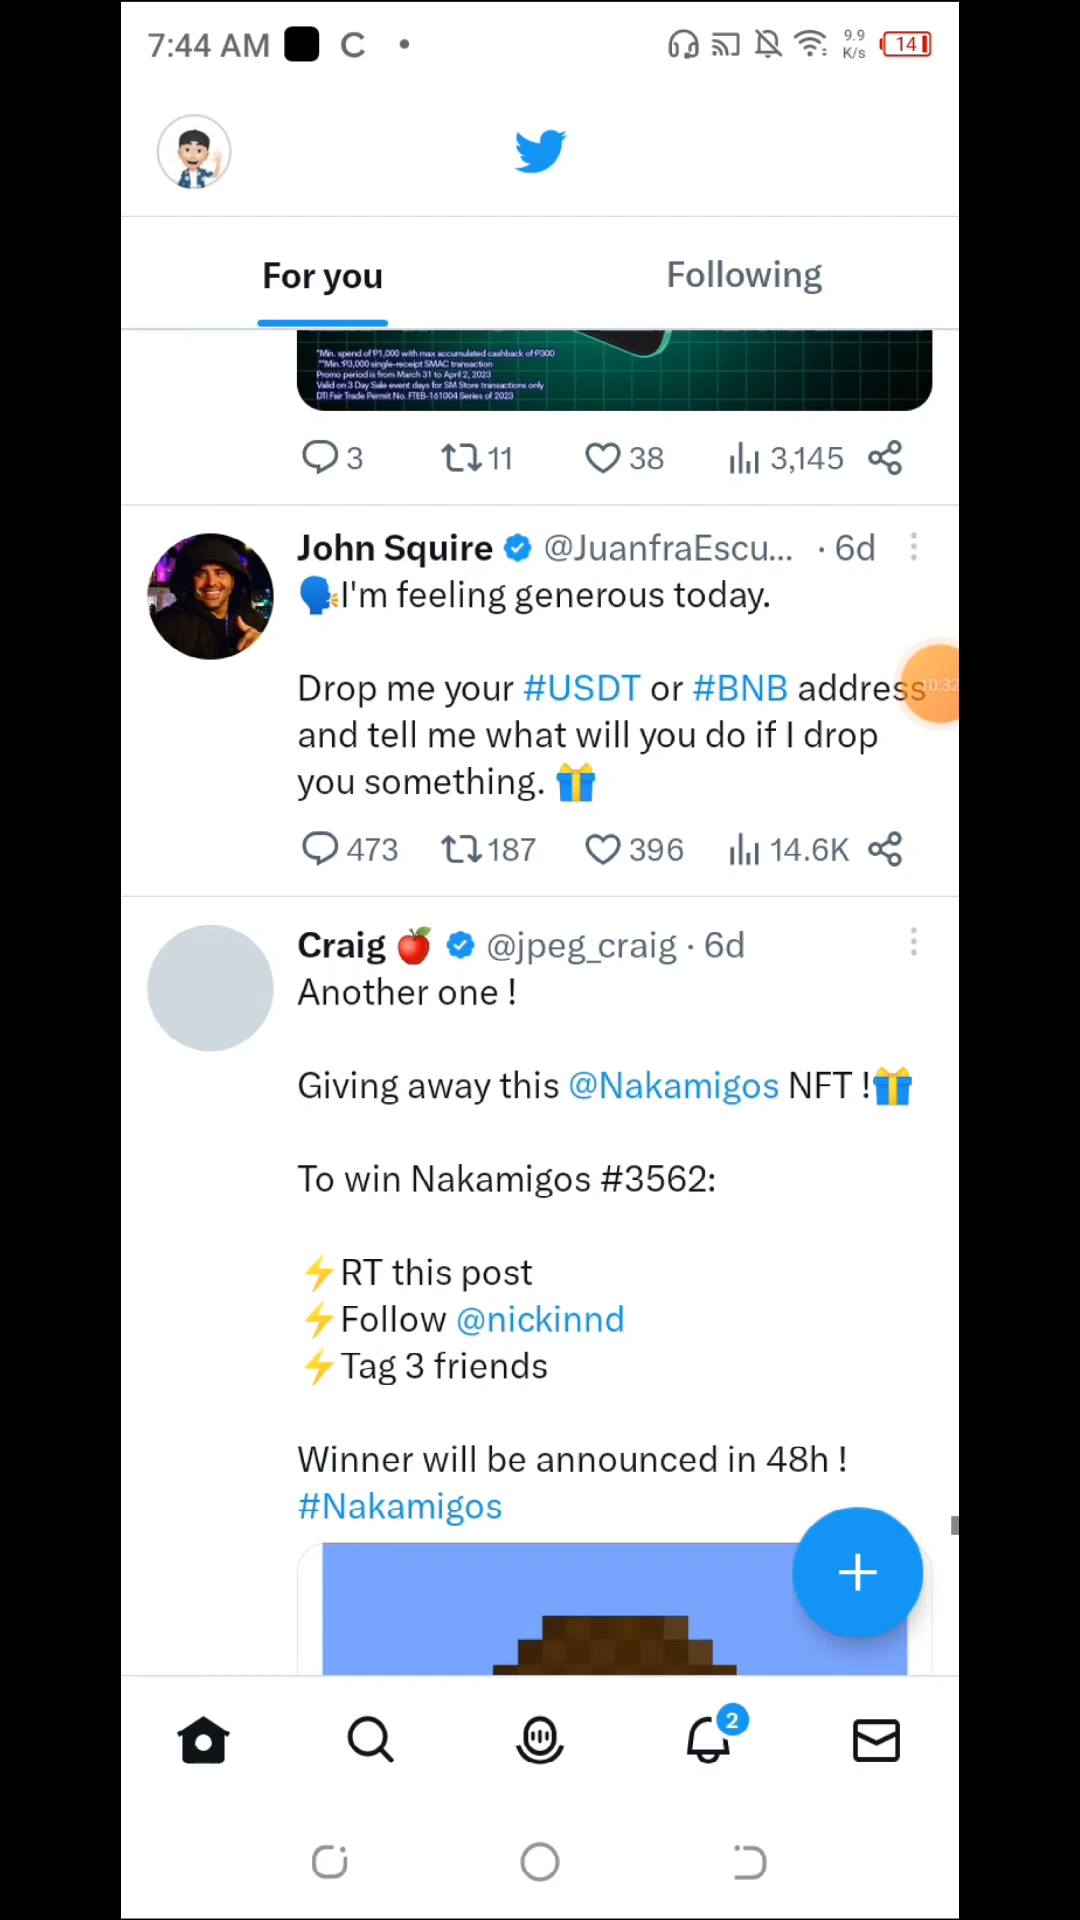 7:44 AM C
9.9
K/s
14
For you
Following
*Min. spend of ₱1,000 with max accumulated cashback of ₱300
**Min. ₱3,000 single-receipt SMAC transaction
Promo period is from March 31 to April 2, 2023
Valid on 3 Day Sale event days for SM Store transactions only
DTI Fair Trade Permit No. FTEB-161004 Series of 2023
3 11 38 3,145
John Squire @JuanfraEscu... · 6d
🗣️I'm feeling generous today.
Drop me your #USDT or #BNB address
10:32
and tell me what will you do if I drop
you something. 🎁
473 187 396 14.6K
Craig 🍎 @jpeg_craig · 6d
Another one !
Giving away this @Nakamigos NFT !🎁
To win Nakamigos #3562:
⚡RT this post
⚡Follow @nickinnd
⚡Tag 3 friends
Winner will be announced in 48h !
#Nakamigos
2